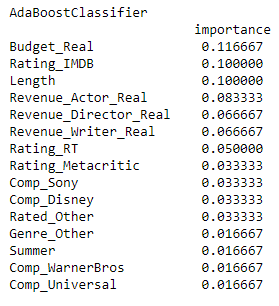 AdaBoostClassifier
importance
Budget_Real 0.116667
Rating_IMDB 0.100000
Length 0.100000
Revenue_Actor_Real 0.083333
Revenue_Director_Real 0.066667
Revenue_Writer_Real 0.066667
Rating_RT 0.050000
Rating_Metacritic 0.033333
Comp_Sony 0.033333
Comp_Disney 0.033333
Rated_Other 0.033333
Genre_Other 0.016667
Summer 0.016667
Comp_WarnerBros 0.016667
Comp_Universal 0.016667